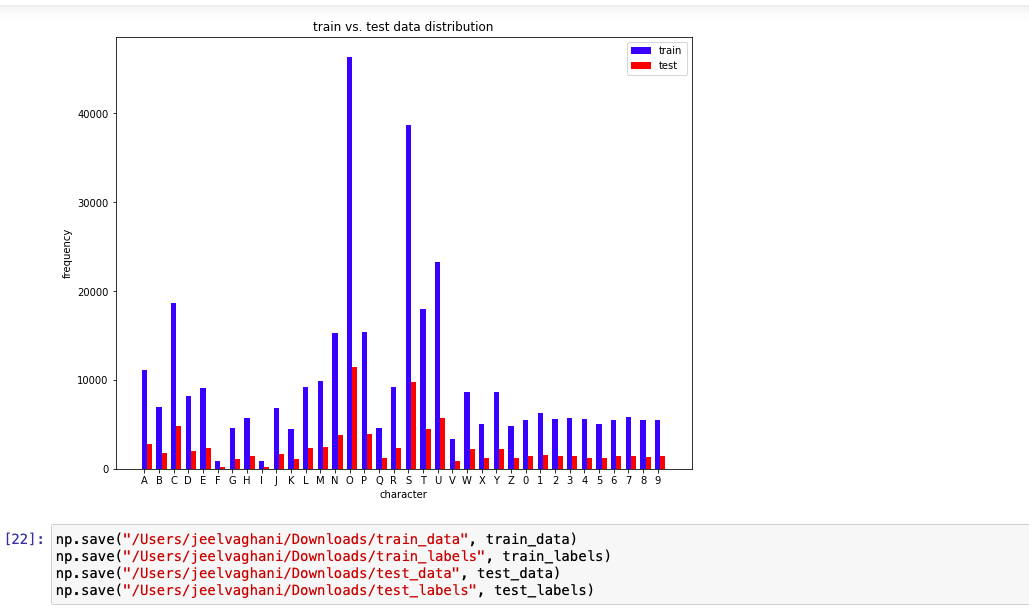 train vs. test data distribution
train
test
40000
30000
20000
10000
0
frequency
A B C D E F G H I J K L M N O P Q R S T U V W X Y Z 0 1 2 3 4 5 6 7 8 9
character
[22]: np.save("/Users/jeelvaghani/Downloads/train_data", train_data)
np.save("/Users/jeelvaghani/Downloads/train_labels", train_labels)
np.save("/Users/jeelvaghani/Downloads/test_data", test_data)
np.save("/Users/jeelvaghani/Downloads/test_labels", test_labels)